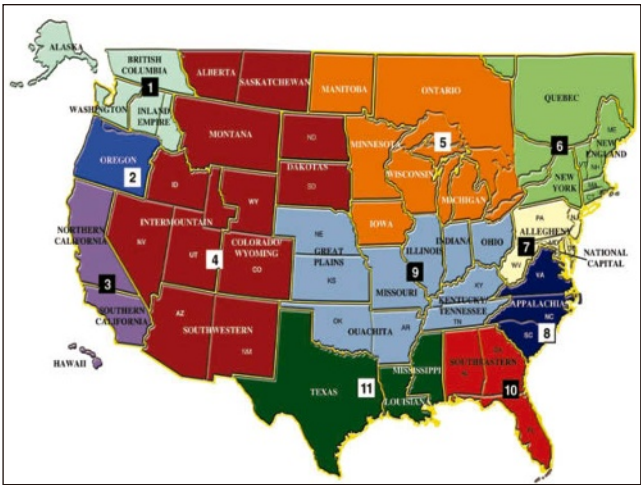 ALASKA
BRITISH
COLUMBIA
1
ALBERTA
SASKATCHEWAN
MANITOBA
ONTARIO
QUEBEC
WASHINGTON
INLAND
EMPIRE
MONTANA
ND
DAKOTAS
SD
MINNESOTA
5
WISCONSIN
MICHIGAN
6
ME
NEW
ENGLAND
VT
NH
NEW
YORK
OREGON
2
ID
WY
IOWA
INTERMOUNTAIN
NV
UT
4
COLORADO/
WYOMING
CO
NE
GREAT
PLAINS
KS
ILLINOIS
INDIANA
OHIO
9
MISSOURI
KY
KENTUCKY/
TENNESSEE
TN
PA
NJ
ALLEGHENY
7
WV
NATIONAL
CAPITAL
VA
APPALACHIA
NC
SC
8
NORTHERN
CALIFORNIA
3
SOUTHERN
CALIFORNIA
HAWAII
AZ
SOUTHWESTERN
NM
OK
AR
OUACHITA
TEXAS
11
MISSISSIPPI
LOUISIANA
SOUTHEASTERN
10